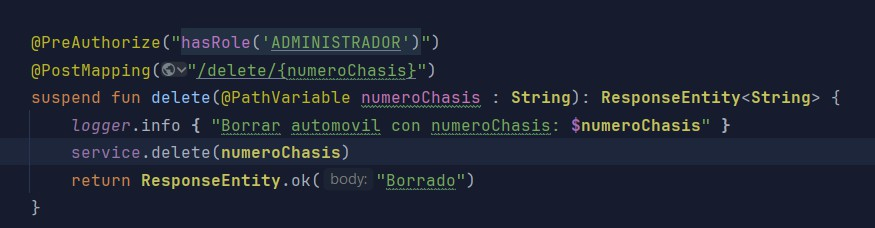 @PreAuthorize("hasRole('ADMINISTRADOR')")
@PostMapping("/delete/{numeroChasis}")
suspend fun delete(@PathVariable numeroChasis : String): ResponseEntity<String> {
    logger.info { "Borrar automovil con numeroChasis: $numeroChasis" }
    service.delete(numeroChasis)
    return ResponseEntity.ok( body: "Borrado")
}